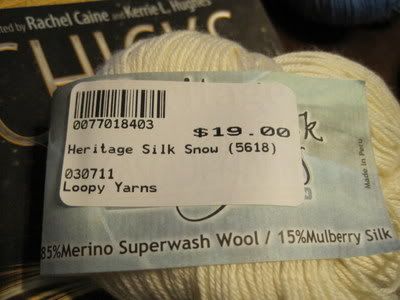 ted by Rachel Caine and Kerrie L. Hughes
CHICKS
0077018403
$19.00
Heritage Silk Snow (5618)
030711
Loopy Yarns
Made in Peru
85%Merino Superwash Wool / 15%Mulberry Silk